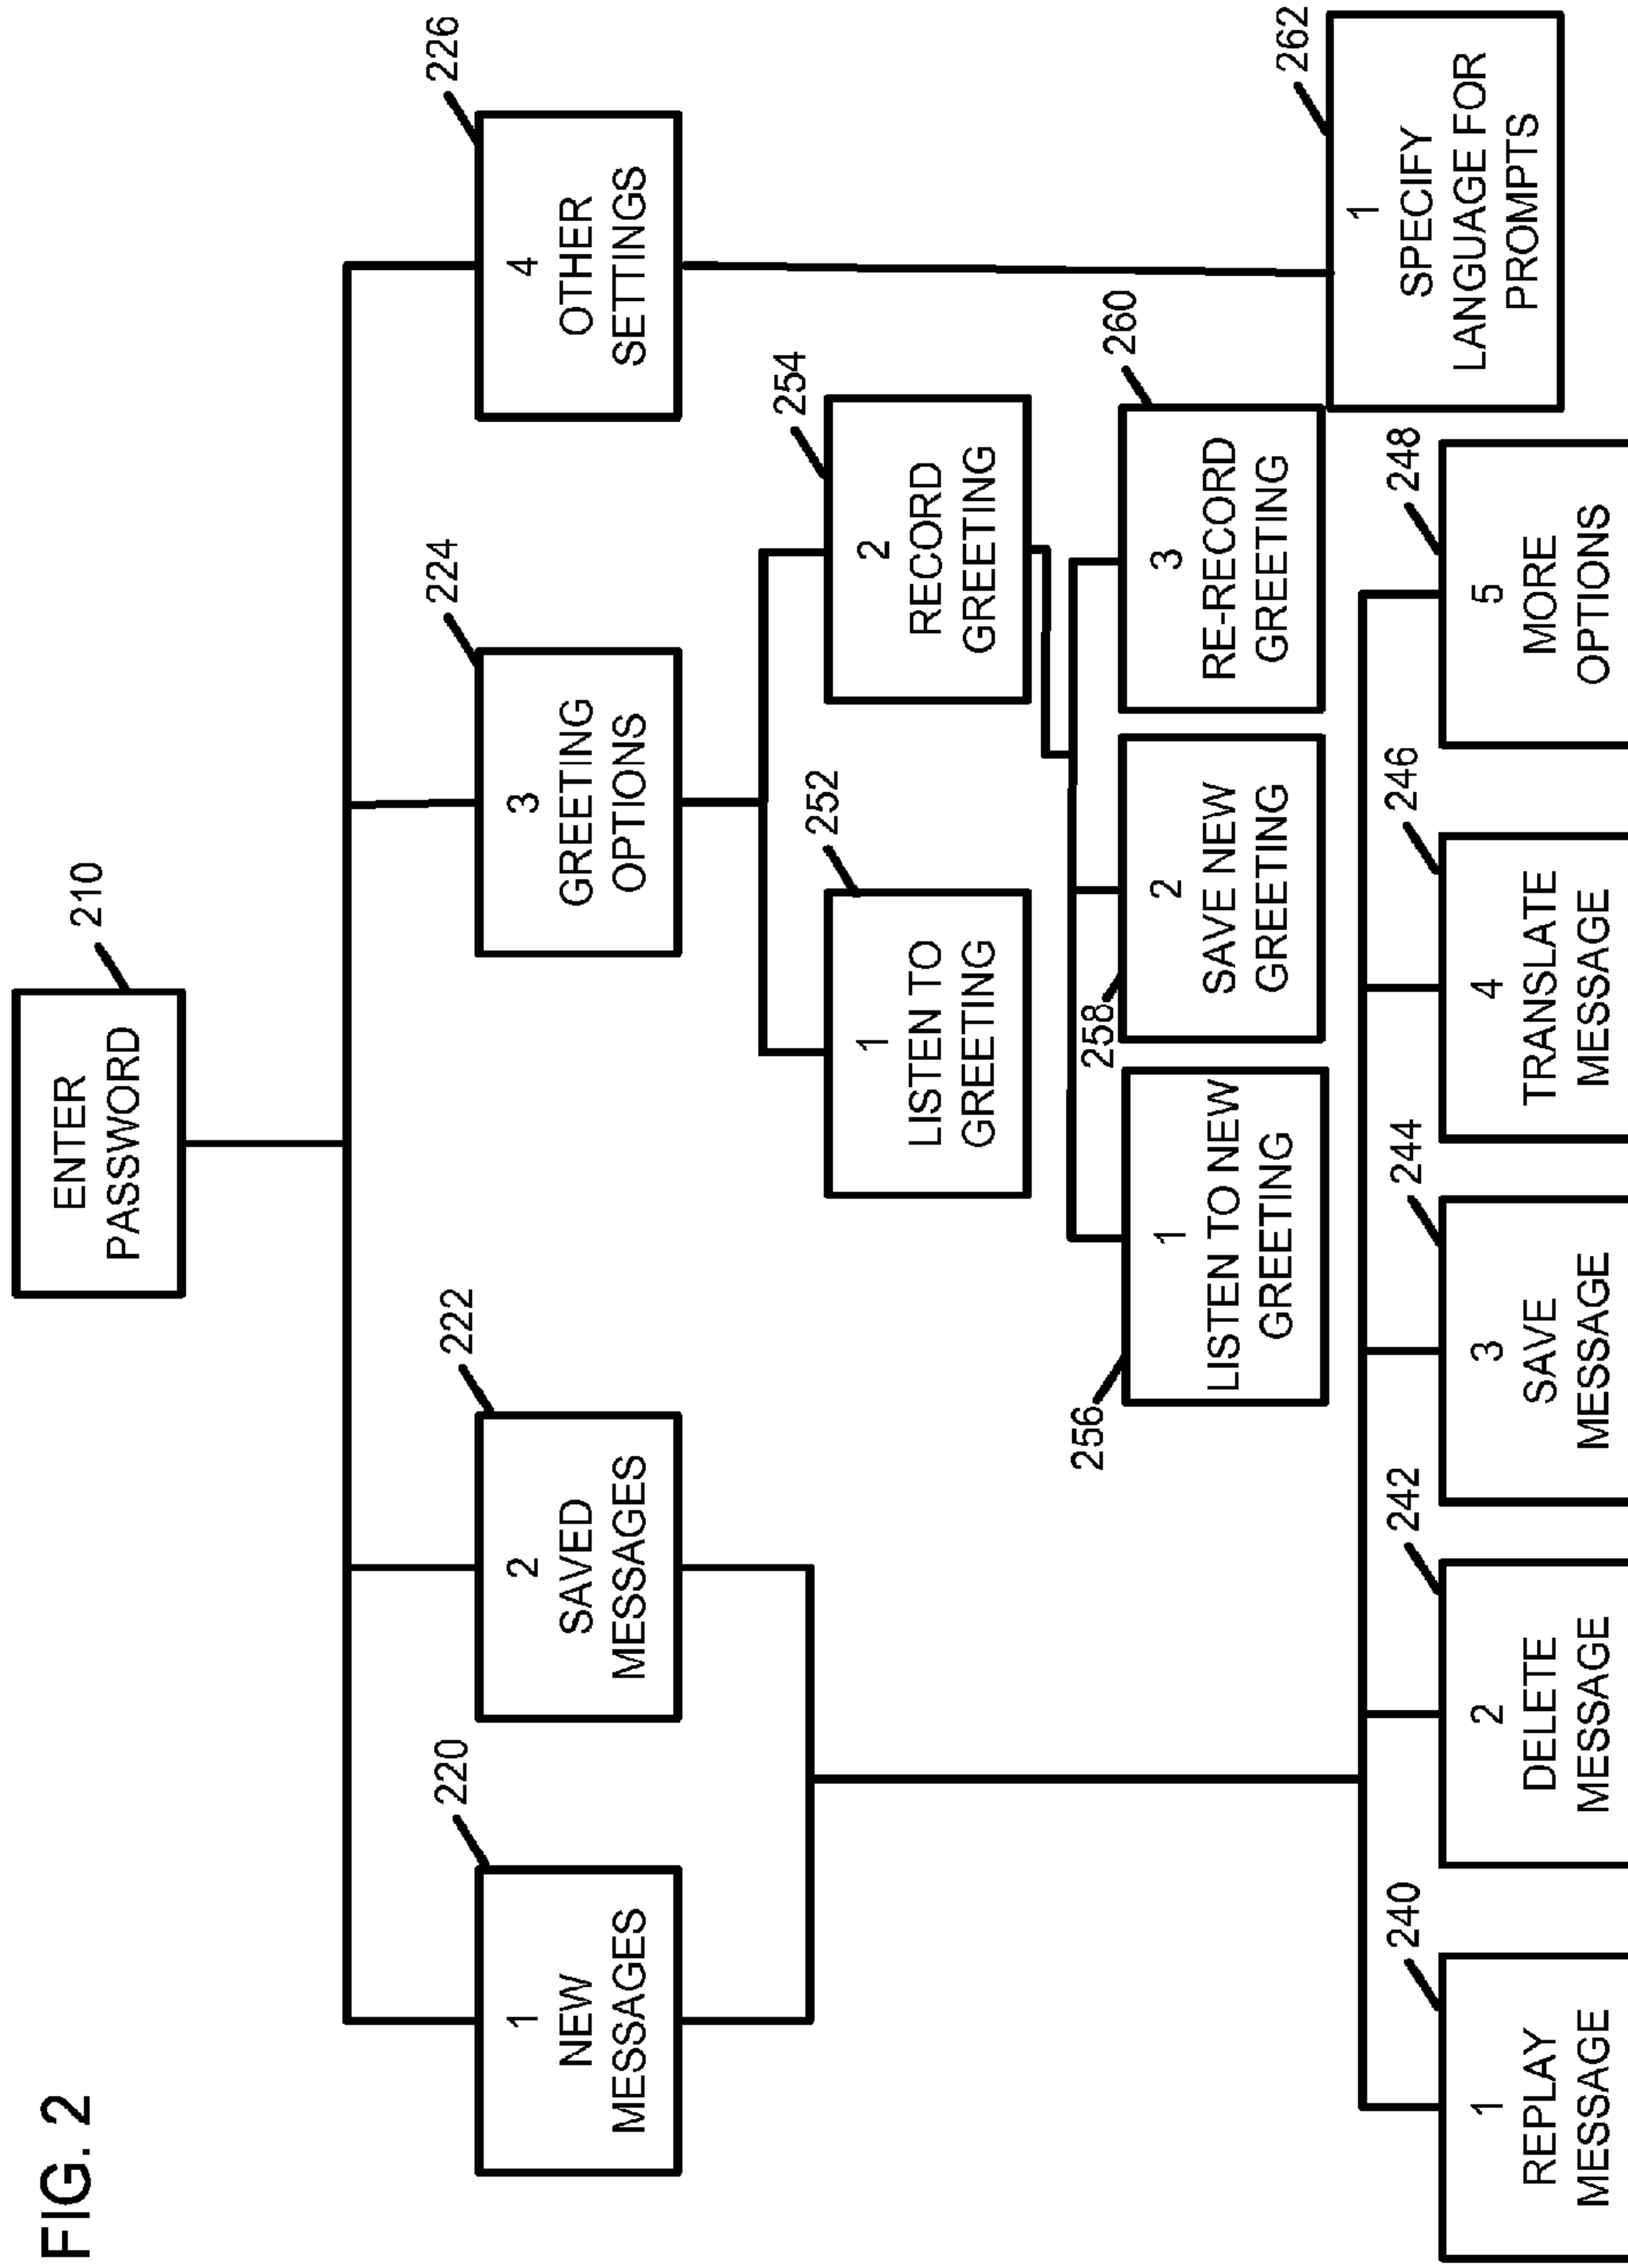 FIG. 2
ENTER
PASSWORD
210
1
NEW
MESSAGES
220
2
SAVED
MESSAGES
222
3
GREETING
OPTIONS
224
4
OTHER
SETTINGS
226
1
LISTEN TO
GREETING
252
2
RECORD
GREETING
254
256
1
LISTEN TO NEW
GREETING
258
2
SAVE NEW
GREETING
3
RE-RECORD
GREETING
260
1
SPECIFY
LANGUAGE FOR
PROMPTS
262
1
REPLAY
MESSAGE
240
2
DELETE
MESSAGE
242
3
SAVE
MESSAGE
244
4
TRANSLATE
MESSAGE
246
5
MORE
OPTIONS
248